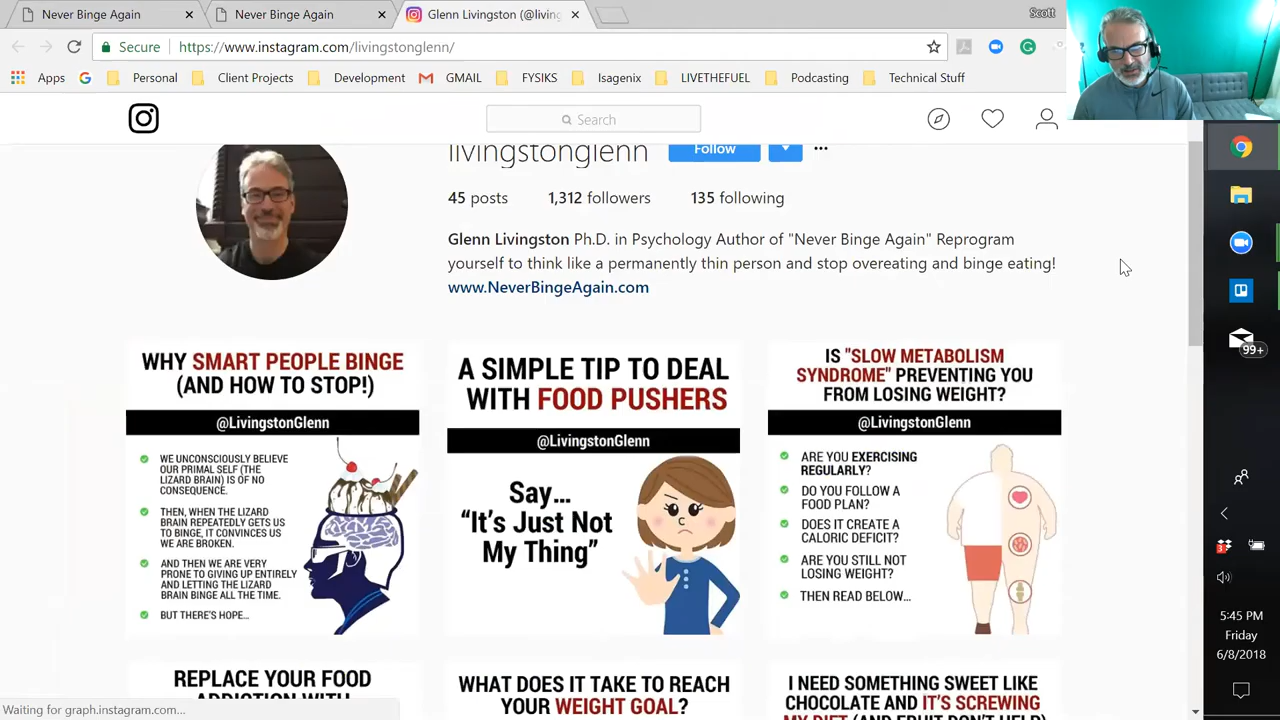 Never Binge Again
Never Binge Again
Glenn Livingston (@living
Scott
Secure
https://www.instagram.com/livingstonglenn/
Apps
Personal
Client Projects
Development
GMAIL
FYSIKS
Isagenix
LIVETHEFUEL
Podcasting
Technical Stuff
Search
livingstonglenn
Follow
45 posts
1,312 followers
135 following
Glenn Livingston Ph.D. in Psychology Author of "Never Binge Again" Reprogram
yourself to think like a permanently thin person and stop overeating and binge eating!
www.NeverBingeAgain.com
WHY SMART PEOPLE BINGE
(AND HOW TO STOP!)
@LivingstonGlenn
WE UNCONSCIOUSLY BELIEVE
OUR PRIMAL SELF (THE
LIZARD BRAIN) IS OF NO
CONSEQUENCE.
THEN, WHEN THE LIZARD
BRAIN REPEATEDLY GETS US
TO BINGE, IT CONVINCES US
WE ARE BROKEN.
AND THEN WE ARE VERY
PRONE TO GIVING UP ENTIRELY
AND LETTING THE LIZARD
BRAIN BINGE ALL THE TIME.
BUT THERE'S HOPE...
A SIMPLE TIP TO DEAL
WITH FOOD PUSHERS
@LivingstonGlenn
Say...
"It's Just Not
My Thing"
IS "SLOW METABOLISM
SYNDROME" PREVENTING YOU
FROM LOSING WEIGHT?
@LivingstonGlenn
ARE YOU EXERCISING
REGULARLY?
DO YOU FOLLOW A
FOOD PLAN?
DOES IT CREATE A
CALORIC DEFICIT?
ARE YOU STILL NOT
LOSING WEIGHT?
THEN READ BELOW...
REPLACE YOUR FOOD
ADDICTION WITH
WHAT DOES IT TAKE TO REACH
YOUR WEIGHT GOAL?
I NEED SOMETHING SWEET LIKE
CHOCOLATE AND IT'S SCREWING
MY DIET (AND FRUIT DON'T HELP)
Waiting for graph.instagram.com...
99+
3
5:45 PM
Friday
6/8/2018